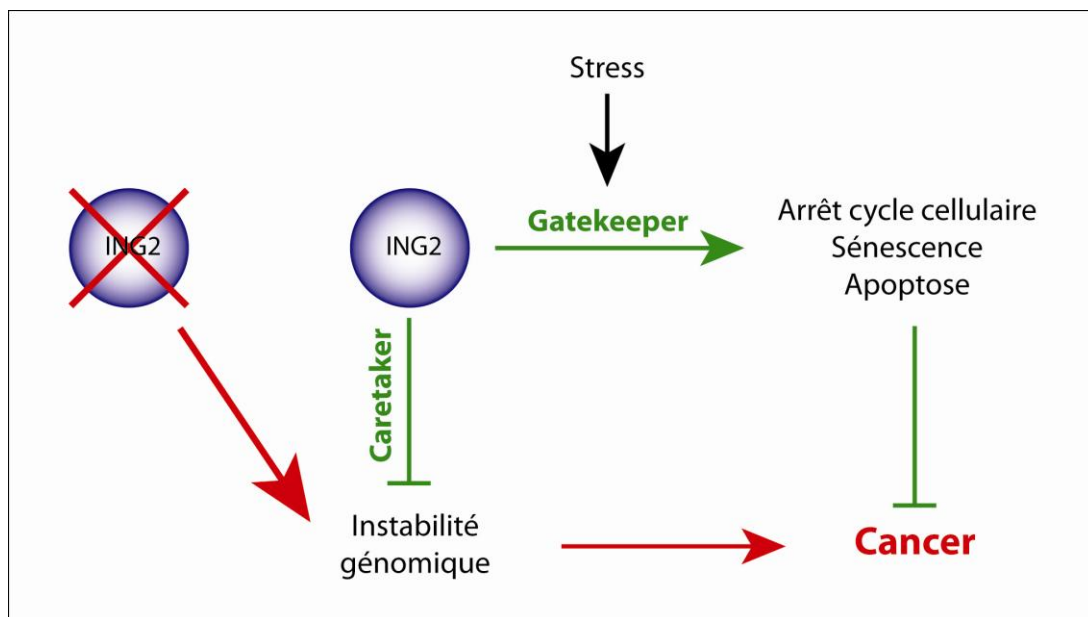 Stress
ING2
ING2
Gatekeeper
Arrêt cycle cellulaire
Sénescence
Apoptose
Caretaker
Instabilité
génomique
Cancer